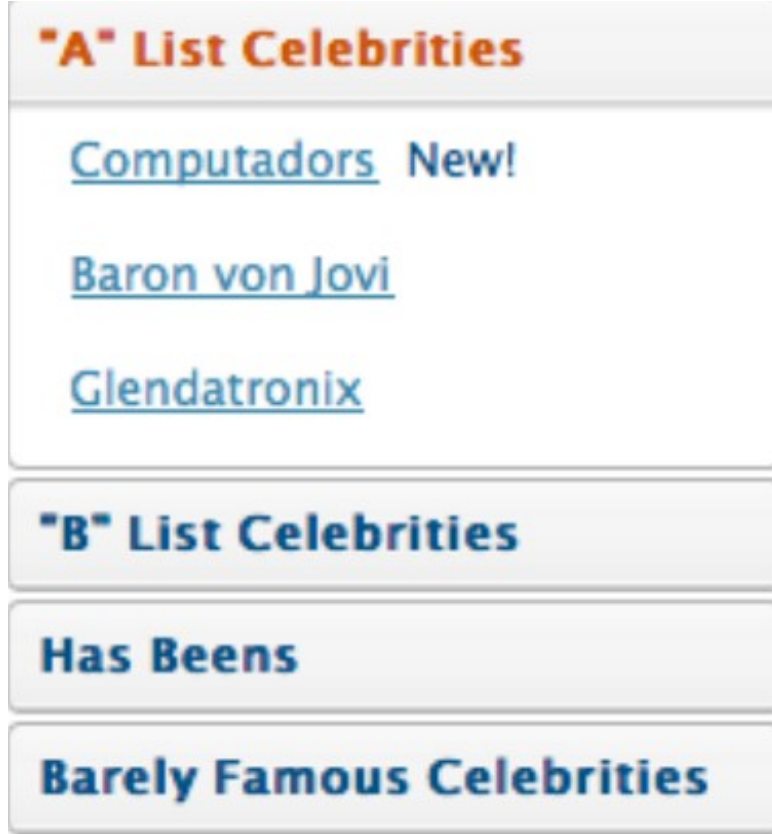 "A" List Celebrities
Computadors New!
Baron von Jovi
Glendatronix
"B" List Celebrities
Has Beens
Barely Famous Celebrities